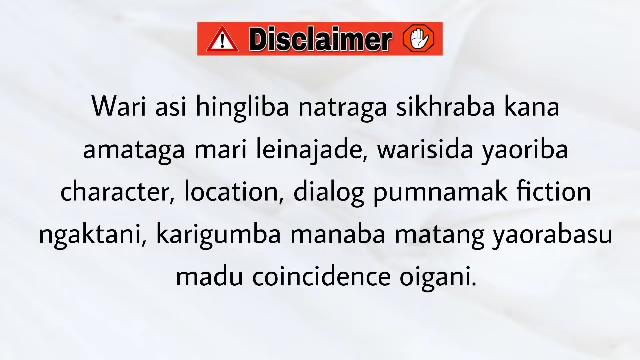 Disclaimer
Wari asi hingliba natraga sikhraba kana
amataga mari leinajade, warisida yaoriba
character, location, dialog pumnamak fiction
ngaktani, karigumba manaba matang yaorabasu
madu coincidence oigani.